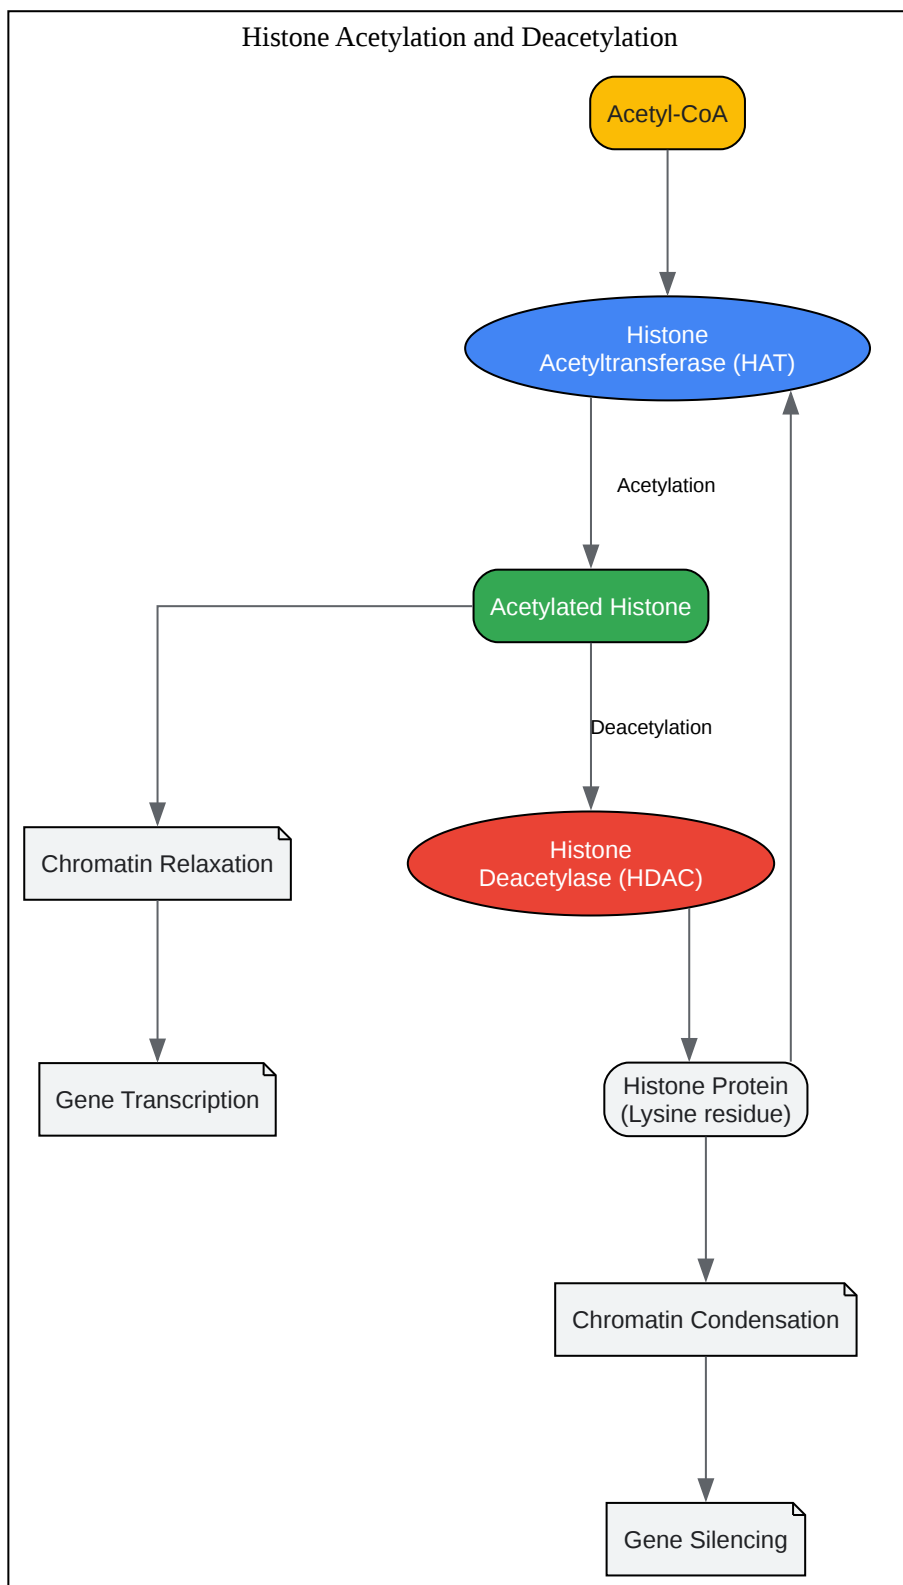 Histone Acetylation and Deacetylation
Acetyl-CoA
Histone
Acetyltransferase (HAT)
Acetylation
Acetylated Histone
Deacetylation
Chromatin Relaxation
Histone
Deacetylase (HDAC)
Gene Transcription
Histone Protein
(Lysine residue)
Chromatin Condensation
Gene Silencing